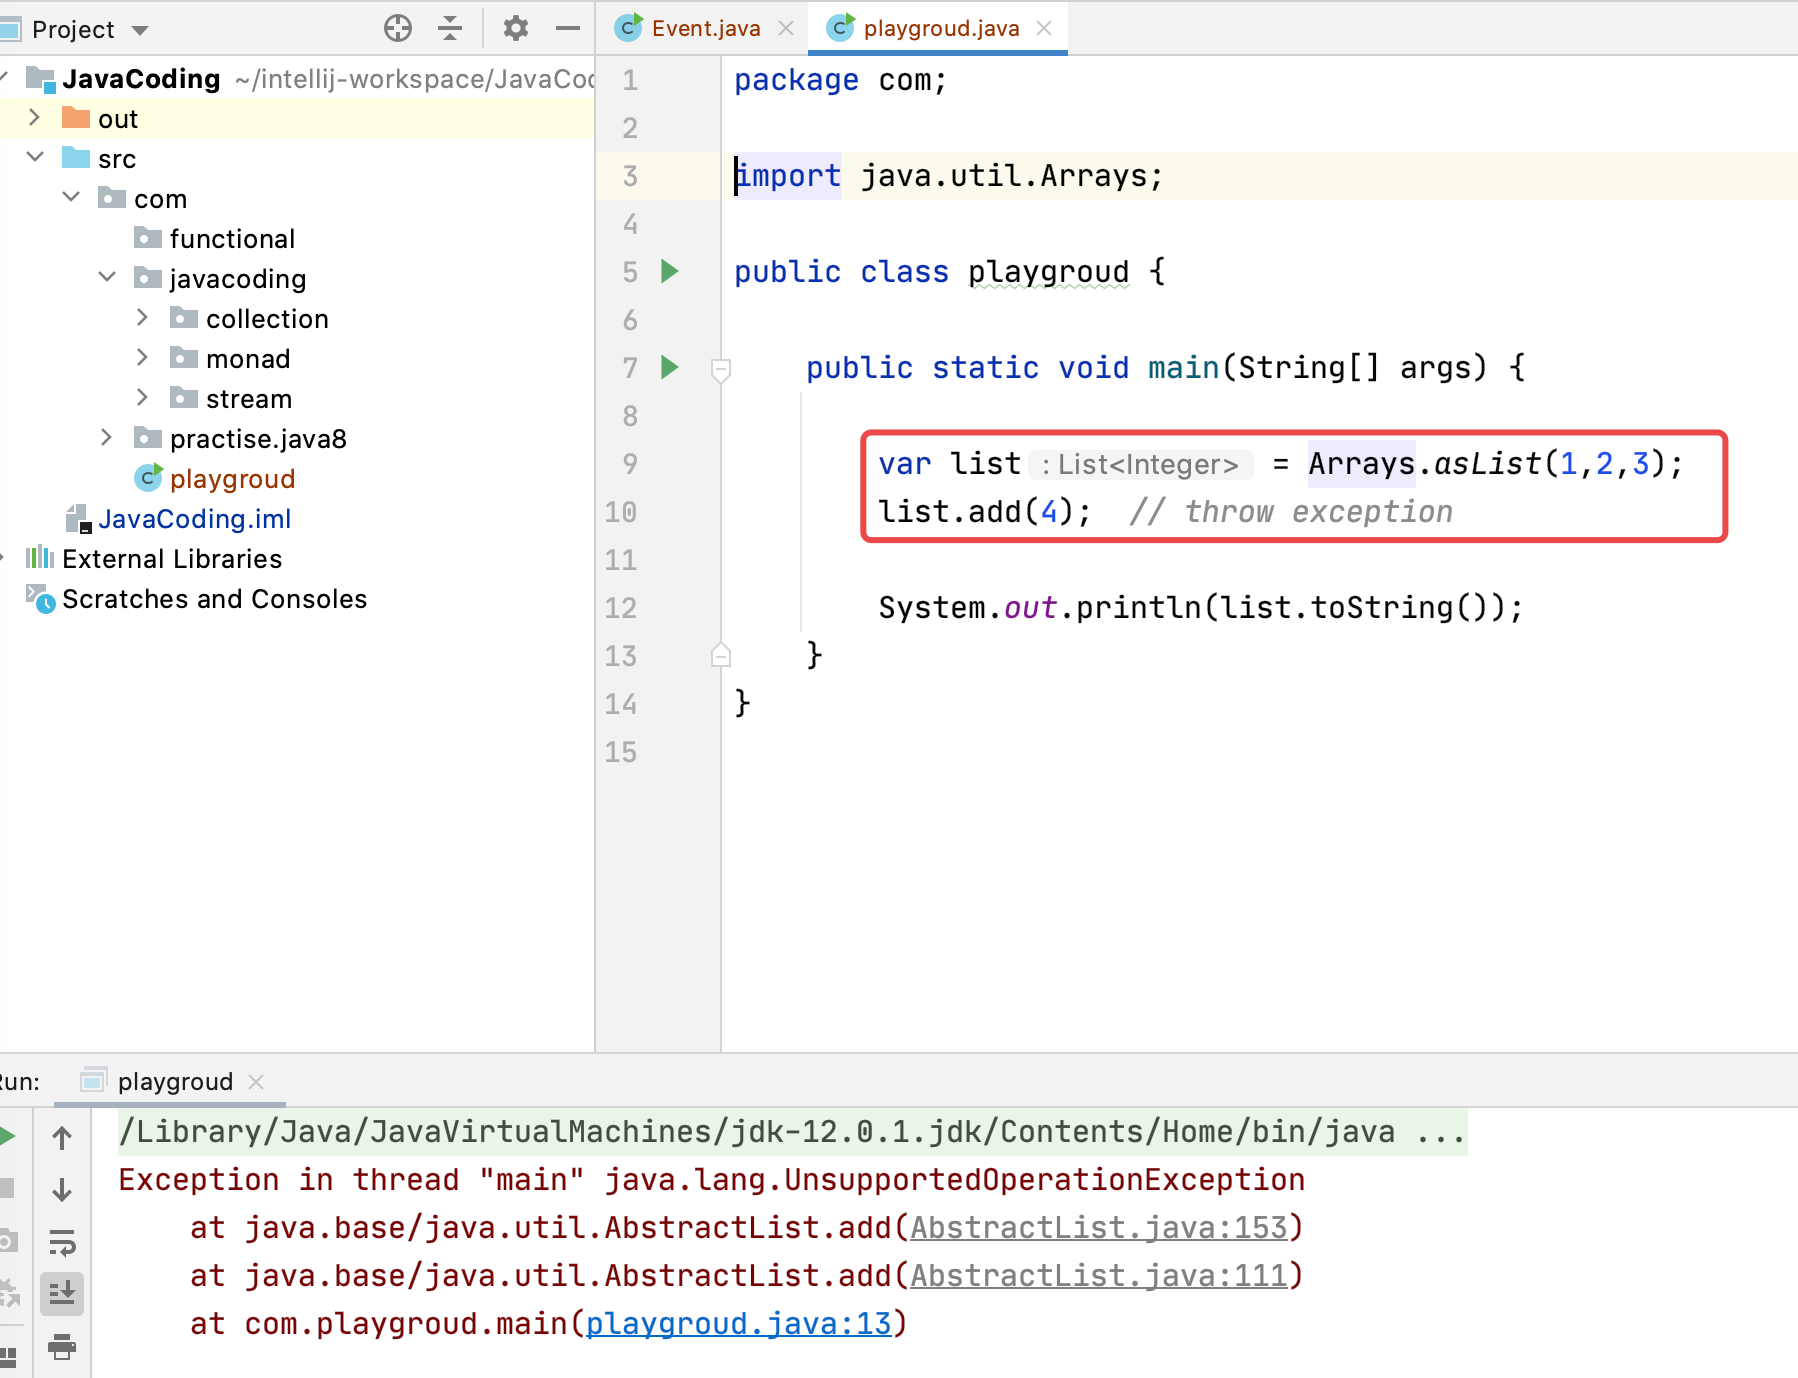 Project
JavaCoding ~/intellij-workspace/JavaCod
out
src
com
functional
javacoding
collection
monad
stream
practise.java8
playgroud
JavaCoding.iml
External Libraries
Scratches and Consoles
Event.java
playgroud.java
1 package com;
2
3 import java.util.Arrays;
4
5 public class playgroud {
6
7 public static void main(String[] args) {
8
9 var list : List<Integer> = Arrays.asList(1,2,3);
10 list.add(4); // throw exception
11
12 System.out.println(list.toString());
13 }
14 }
15
Run:
playgroud
/Library/Java/JavaVirtualMachines/jdk-12.0.1.jdk/Contents/Home/bin/java ...
Exception in thread "main" java.lang.UnsupportedOperationException
at java.base/java.util.AbstractList.add(AbstractList.java:153)
at java.base/java.util.AbstractList.add(AbstractList.java:111)
at com.playgroud.main(playgroud.java:13)